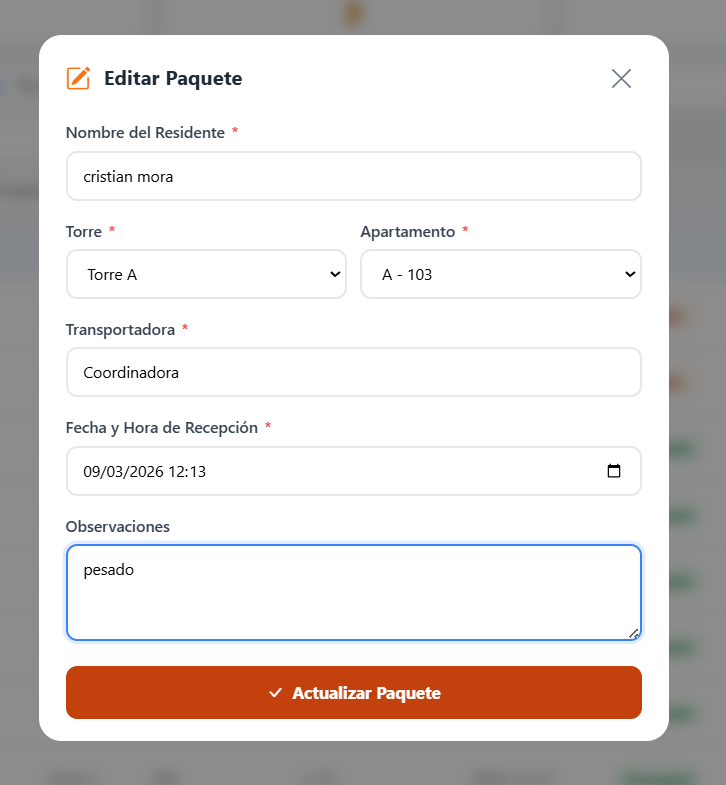 Editar Paquete
Nombre del Residente *
cristian mora
Torre * Apartamento *
Torre A A - 103
Transportadora *
Coordinadora
Fecha y Hora de Recepción *
09/03/2026 12:13
Observaciones
pesado
Actualizar Paquete